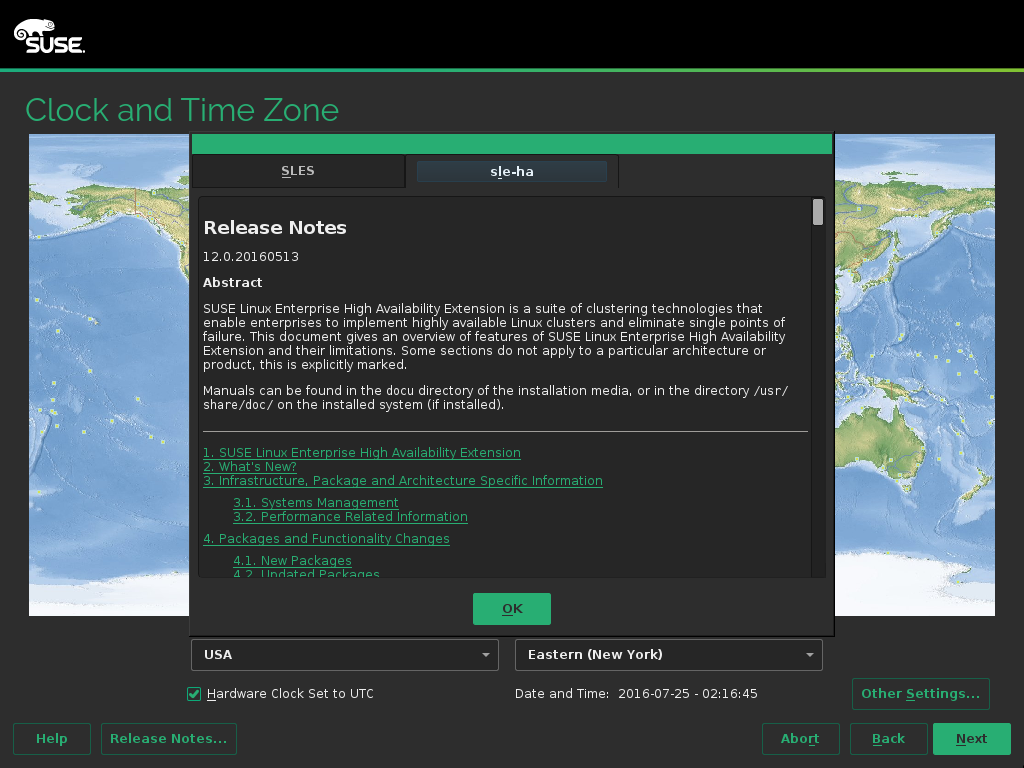 SUSE.
Clock and Time Zone
SLES
sle-ha
Release Notes
12.0.20160513
Abstract
SUSE Linux Enterprise High Availability Extension is a suite of clustering technologies that
enable enterprises to implement highly available Linux clusters and eliminate single points of
failure. This document gives an overview of features of SUSE Linux Enterprise High Availability
Extension and their limitations. Some sections do not apply to a particular architecture or
product, this is explicitly marked.
Manuals can be found in the docu directory of the installation media, or in the directory /usr/
share/doc/ on the installed system (if installed).
1. SUSE Linux Enterprise High Availability Extension
2. What's New?
3. Infrastructure, Package and Architecture Specific Information
3.1. Systems Management
3.2. Performance Related Information
4. Packages and Functionality Changes
4.1. New Packages
4.2. Updated Packages
OK
USA
Eastern (New York)
Hardware Clock Set to UTC
Date and Time: 2016-07-25 - 02:16:45
Other Settings...
Help
Release Notes...
Abort
Back
Next